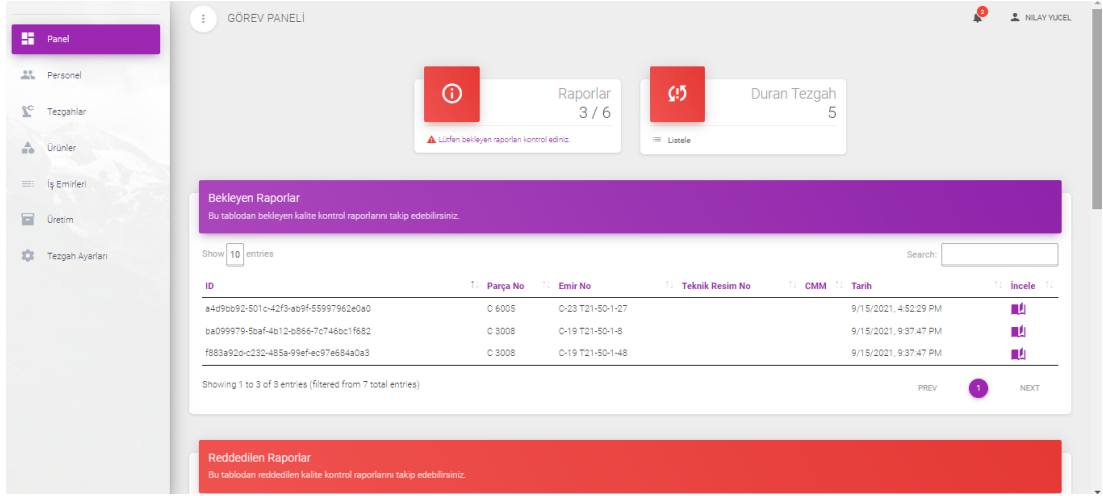 GÖREV PANELİ
2
NILAY YUCEL
Panel
Personel
Tezgahlar
Ürünler
İş Emirleri
Üretim
Tezgah Ayarları
Raporlar
3 / 6
Lütfen bekleyen raporları kontrol ediniz.
Duran Tezgah
5
Listele
Bekleyen Raporlar
Bu tablodan bekleyen kalite kontrol raporlarını takip edebilirsiniz.
Show 10 entries
Search:
ID Parça No Emir No Teknik Resim No CMM Tarih İncele
a4d9bb92-501c-42f3-ab9f-55997962e0a0 C 6005 C-23 T21-50-1-27 9/15/2021, 4:52:29 PM
ba099979-5baf-4b12-b866-7c746bc1f682 C 3008 C-19 T21-50-1-8 9/15/2021, 9:37:47 PM
f883a92d-c232-485a-99ef-ec97e684a0a3 C 3008 C-19 T21-50-1-48 9/15/2021, 9:37:47 PM
Showing 1 to 3 of 3 entries (filtered from 7 total entries)
PREV 1 NEXT
Reddedilen Raporlar
Bu tablodan reddedilen kalite kontrol raporlarını takip edebilirsiniz.